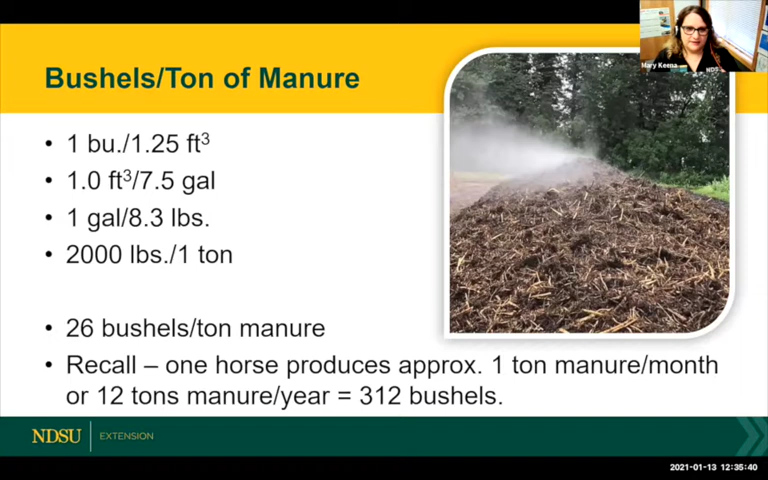 Bushels/Ton of Manure
• 1 bu./1.25 ft³
• 1.0 ft³/7.5 gal
• 1 gal/8.3 lbs.
• 2000 lbs./1 ton
• 26 bushels/ton manure
• Recall – one horse produces approx. 1 ton manure/month
or 12 tons manure/year = 312 bushels.
NDSU EXTENSION
Mary Keena
NDS
2021-01-13 12:35:40